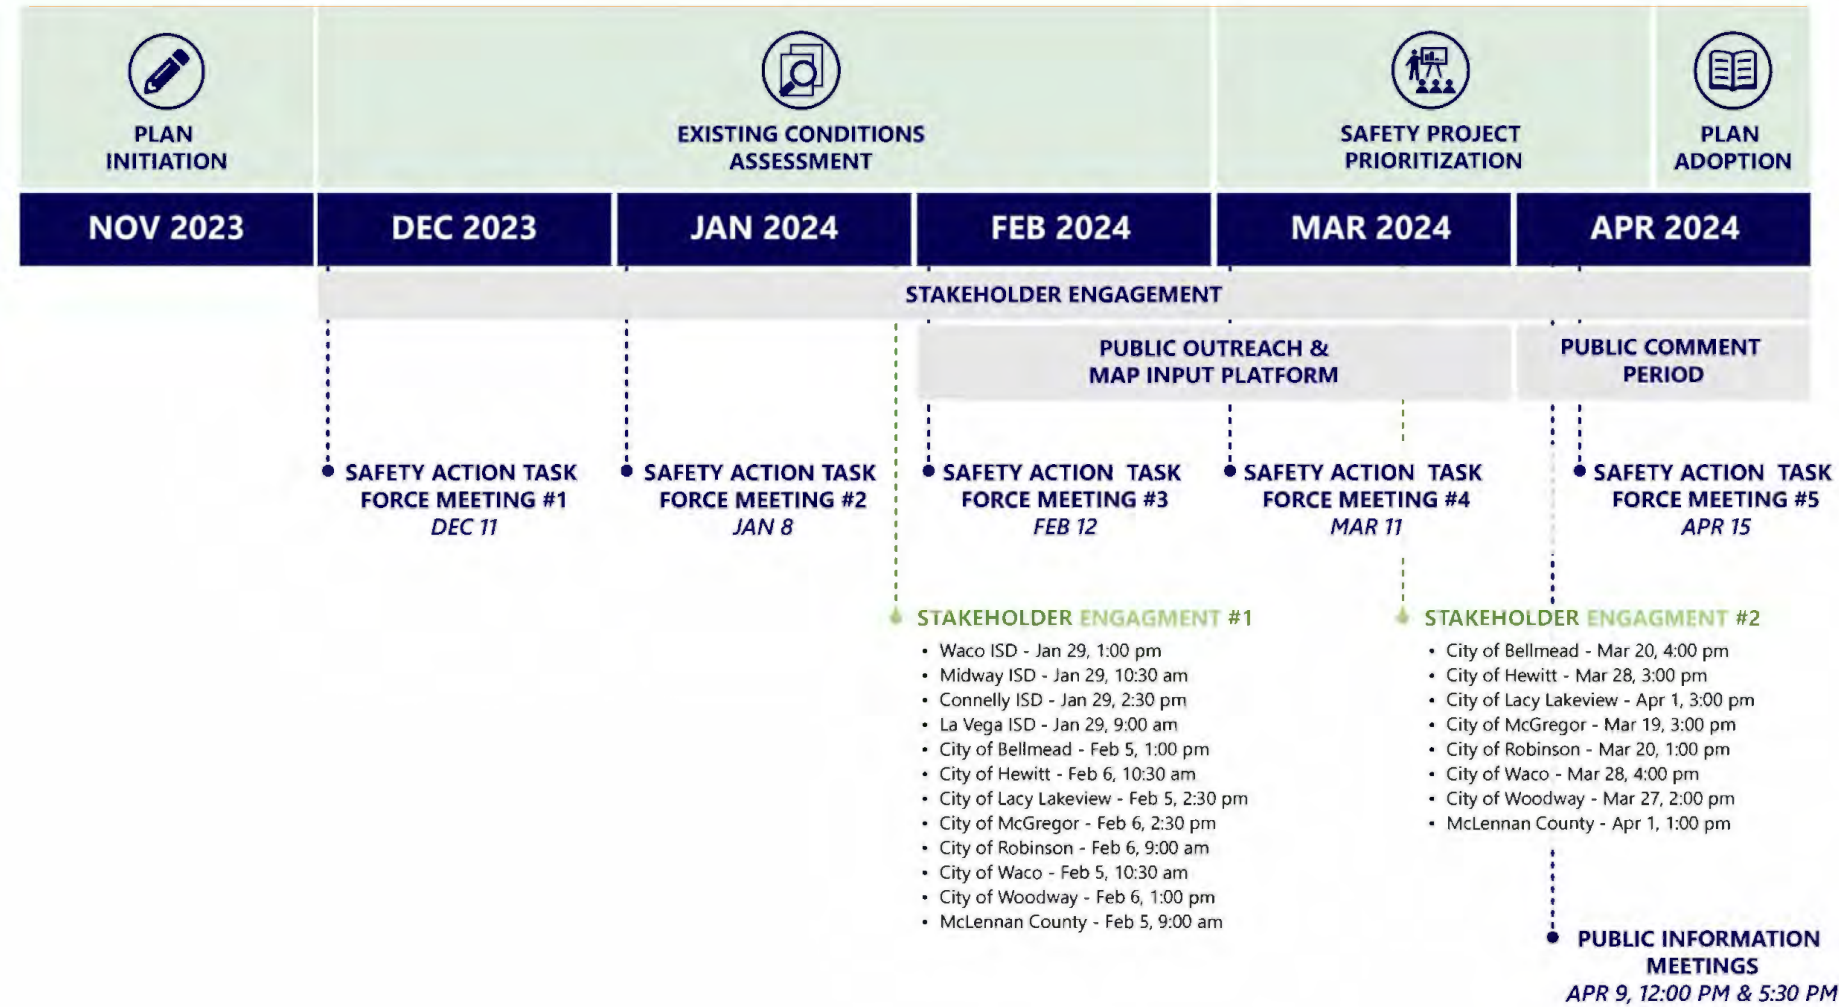 PLAN
INITIATION
EXISTING CONDITIONS
ASSESSMENT
SAFETY PROJECT
PRIORITIZATION
PLAN
ADOPTION
NOV 2023
DEC 2023
JAN 2024
FEB 2024
MAR 2024
APR 2024
STAKEHOLDER ENGAGEMENT
PUBLIC OUTREACH &
MAP INPUT PLATFORM
PUBLIC COMMENT
PERIOD
SAFETY ACTION TASK
FORCE MEETING #1
DEC 11
SAFETY ACTION TASK
FORCE MEETING #2
JAN 8
SAFETY ACTION TASK
FORCE MEETING #3
FEB 12
SAFETY ACTION TASK
FORCE MEETING #4
MAR 11
SAFETY ACTION TASK
FORCE MEETING #5
APR 15
STAKEHOLDER ENGAGMENT #1
• Waco ISD - Jan 29, 1:00 pm
• Midway ISD - Jan 29, 10:30 am
• Connelly ISD - Jan 29, 2:30 pm
• La Vega ISD - Jan 29, 9:00 am
• City of Bellmead - Feb 5, 1:00 pm
• City of Hewitt - Feb 6, 10:30 am
• City of Lacy Lakeview - Feb 5, 2:30 pm
• City of McGregor - Feb 6, 2:30 pm
• City of Robinson - Feb 6, 9:00 am
• City of Waco - Feb 5, 10:30 am
• City of Woodway - Feb 6, 1:00 pm
• McLennan County - Feb 5, 9:00 am
STAKEHOLDER ENGAGMENT #2
• City of Bellmead - Mar 20, 4:00 pm
• City of Hewitt - Mar 28, 3:00 pm
• City of Lacy Lakeview - Apr 1, 3:00 pm
• City of McGregor - Mar 19, 3:00 pm
• City of Robinson - Mar 20, 1:00 pm
• City of Waco - Mar 28, 4:00 pm
• City of Woodway - Mar 27, 2:00 pm
• McLennan County - Apr 1, 1:00 pm
PUBLIC INFORMATION
MEETINGS
APR 9, 12:00 PM & 5:30 PM